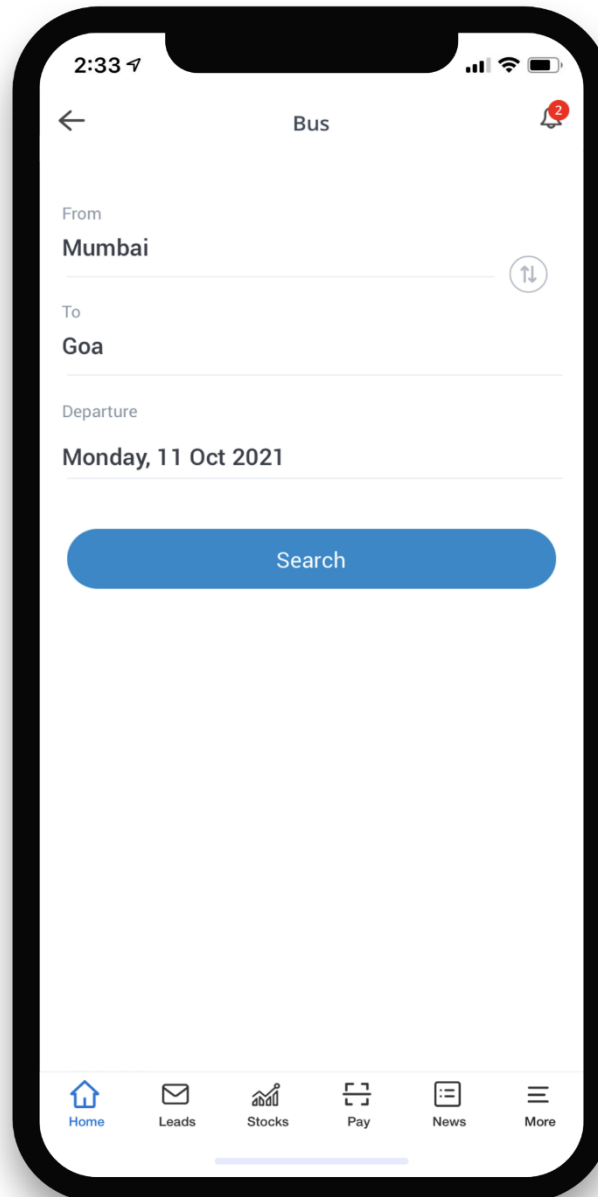 2:33
Bus
2
From
Mumbai
To
Goa
Departure
Monday, 11 Oct 2021
Search
Home Leads Stocks Pay News More